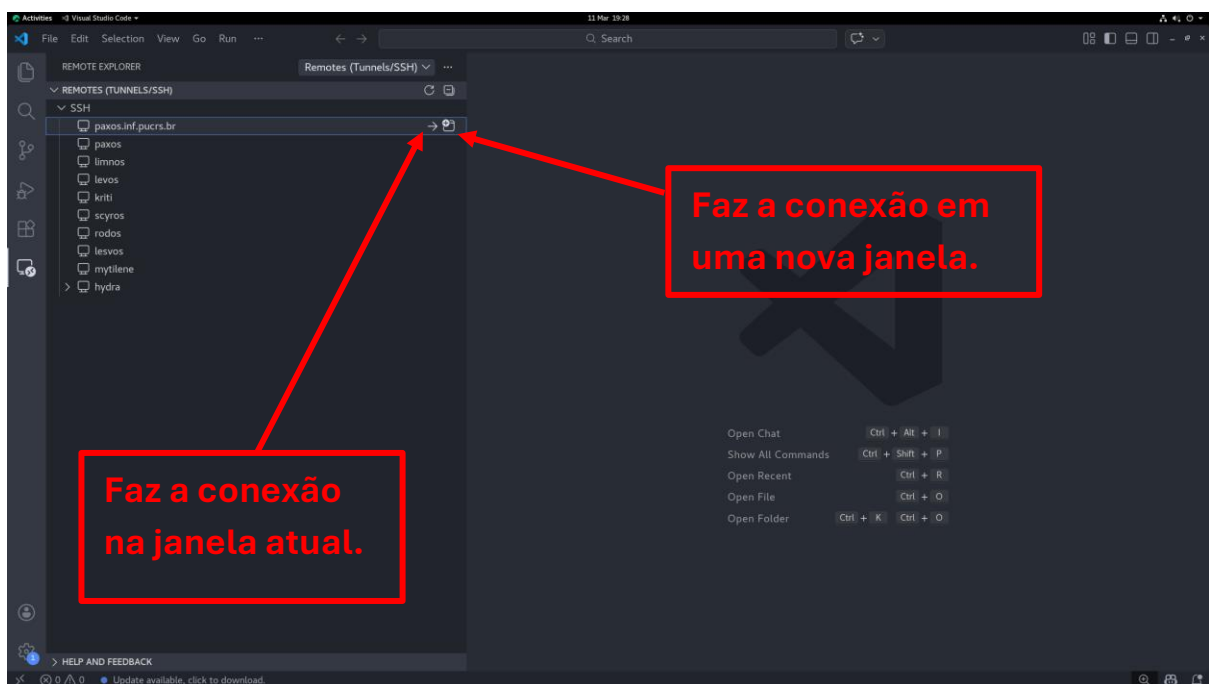 Activities Visual Studio Code
11 Mar 19:28
File Edit Selection View Go Run ...
Search
REMOTE EXPLORER
Remotes (Tunnels/SSH) ...
REMOTES (TUNNELS/SSH)
SSH
paxos.inf.pucrs.br
paxos
limnos
levos
kriti
scyros
rodos
lesvos
mytilene
hydra
Faz a conexão em
uma nova janela.
Faz a conexão
na janela atual.
Open Chat Ctrl + Alt + I
Show All Commands Ctrl + Shift + P
Open Recent Ctrl + R
Open File Ctrl + O
Open Folder Ctrl + K Ctrl + O
1
HELP AND FEEDBACK
0 0 Update available, click to download.